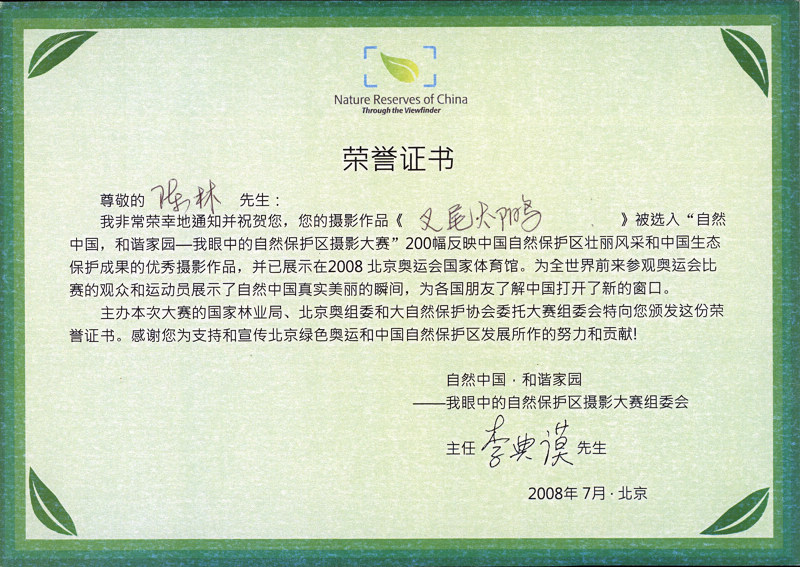 Nature Reserves of China
Through the Viewfinder
荣誉证书
尊敬的 陈林 先生：
我非常荣幸地通知并祝贺您，您的摄影作品《 叉尾太阳鸟 》被选入“自然
中国，和谐家园—我眼中的自然保护区摄影大赛”200幅反映中国自然保护区壮丽风采和中国生态
保护成果的优秀摄影作品，并已展示在2008 北京奥运会国家体育馆。为全世界前来参观奥运会比
赛的观众和运动员展示了自然中国真实美丽的瞬间，为各国朋友了解中国打开了新的窗口。
主办本次大赛的国家林业局、北京奥组委和大自然保护协会委托大赛组委会特向您颁发这份荣
誉证书。感谢您为支持和宣传北京绿色奥运和中国自然保护区发展所作的努力和贡献!
自然中国·和谐家园
——我眼中的自然保护区摄影大赛组委会
主任 李典谟 先生
2008年 7月·北京